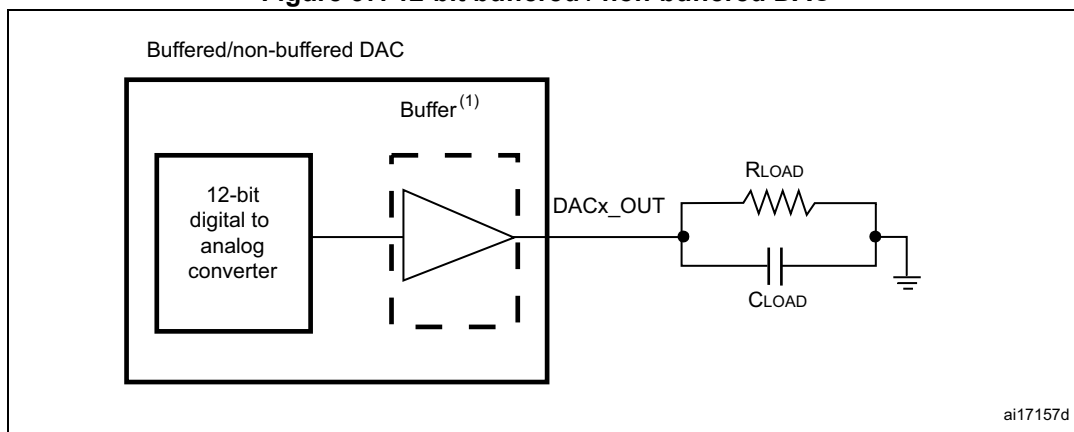 Figure 12-bit buffered / non-buffered DAC
Buffered/non-buffered DAC
Buffer (1)
12-bit
digital to
analog
converter
DACx_OUT
RLOAD
CLOAD
ai17157d